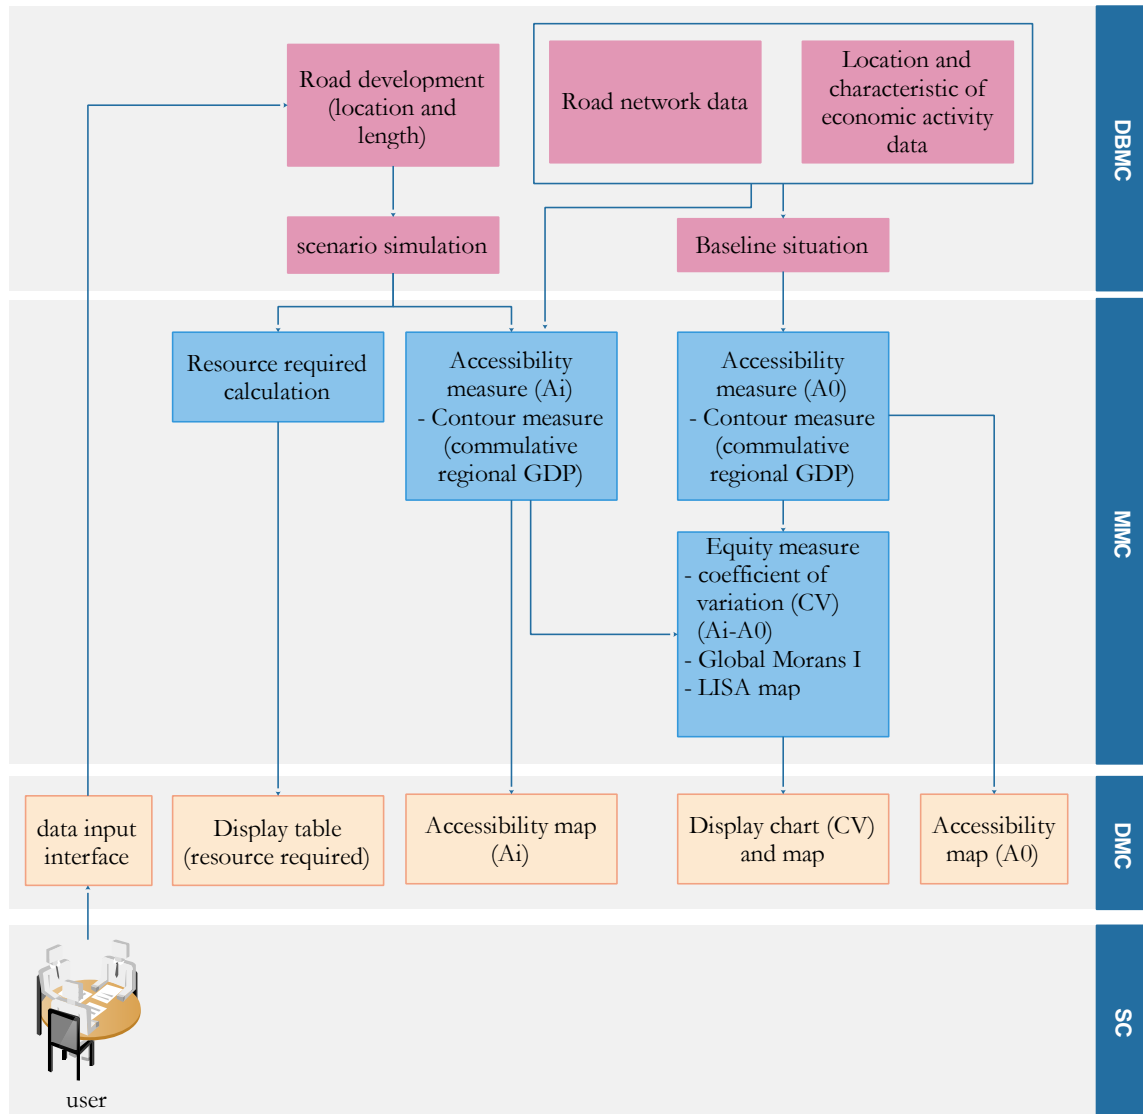 Road development
(location and
length)
Road network data
Location and
characteristic of
economic activity
data
DBMC
scenario simulation
Baseline situation
Resource required
calculation
Accessibility
measure (Ai)
- Contour measure
(commulative
regional GDP)
Accessibility
measure (A0)
- Contour measure
(commulative
regional GDP)
MMC
Equity measure
- coefficient of
variation (CV)
(Ai-A0)
- Global Morans I
- LISA map
data input
interface
Display table
(resource required)
Accessibility map
(Ai)
Display chart (CV)
and map
Accessibility
map (A0)
DMC
SC
user